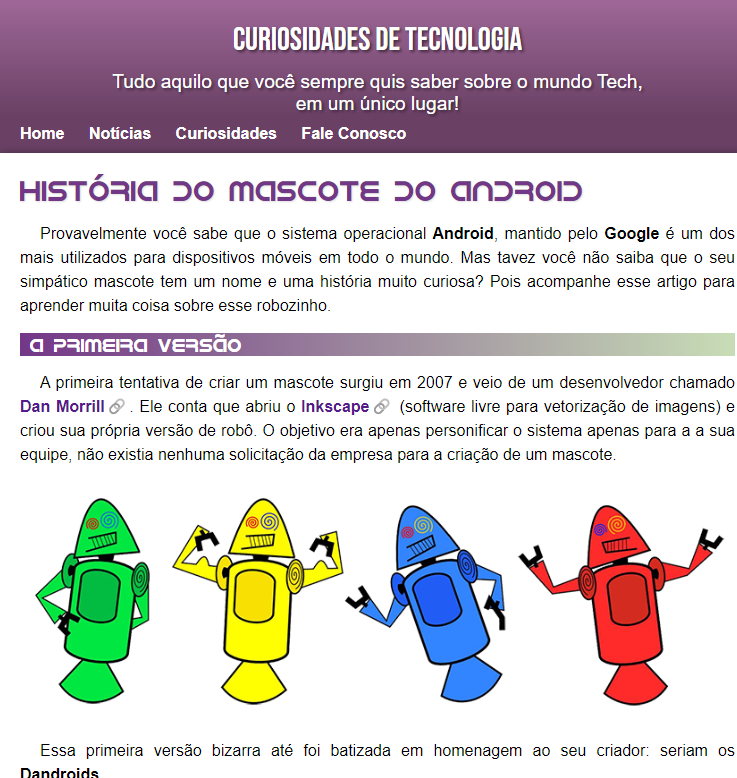 CURIOSIDADES DE TECNOLOGIA
Tudo aquilo que você sempre quis saber sobre o mundo Tech,
em um único lugar!
Home Notícias Curiosidades Fale Conosco
História do Mascote do Android
Provavelmente você sabe que o sistema operacional Android, mantido pelo Google é um dos
mais utilizados para dispositivos móveis em todo o mundo. Mas tavez você não saiba que o seu
simpático mascote tem um nome e uma história muito curiosa? Pois acompanhe esse artigo para
aprender muita coisa sobre esse robozinho.
A primeira versão
A primeira tentativa de criar um mascote surgiu em 2007 e veio de um desenvolvedor chamado
Dan Morrill . Ele conta que abriu o Inkscape (software livre para vetorização de imagens) e
criou sua própria versão de robô. O objetivo era apenas personificar o sistema apenas para a a sua
equipe, não existia nenhuma solicitação da empresa para a criação de um mascote.
Essa primeira versão bizarra até foi batizada em homenagem ao seu criador: seriam os
Dandroids